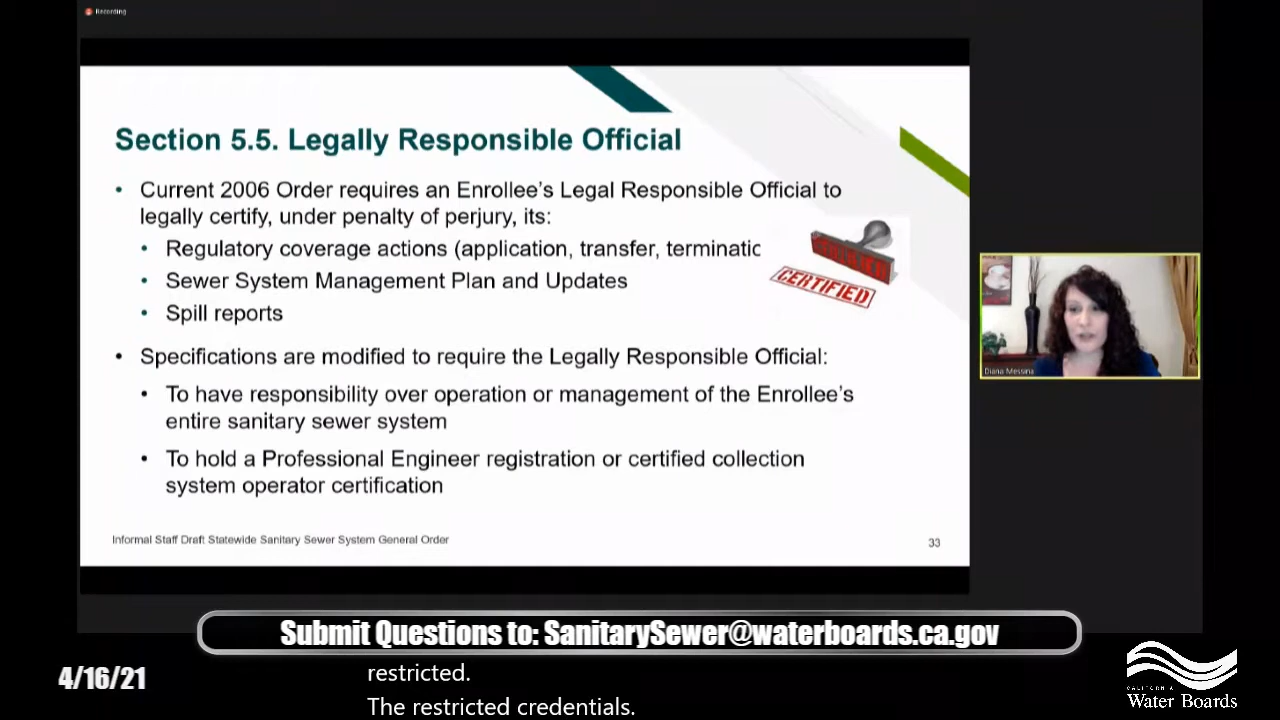 Recording
Section 5.5. Legally Responsible Official
• Current 2006 Order requires an Enrollee's Legal Responsible Official to
legally certify, under penalty of perjury, its:
• Regulatory coverage actions (application, transfer, terminatic
• Sewer System Management Plan and Updates
• Spill reports
CERTIFIED
• Specifications are modified to require the Legally Responsible Official:
• To have responsibility over operation or management of the Enrollee's
entire sanitary sewer system
• To hold a Professional Engineer registration or certified collection
system operator certification
Informal Staff Draft Statewide Sanitary Sewer System General Order
33
Diana Messina
Submit Questions to: SanitarySewer@waterboards.ca.gov
4/16/21
restricted.
The restricted credentials.
CALIFORNIA
Water Boards